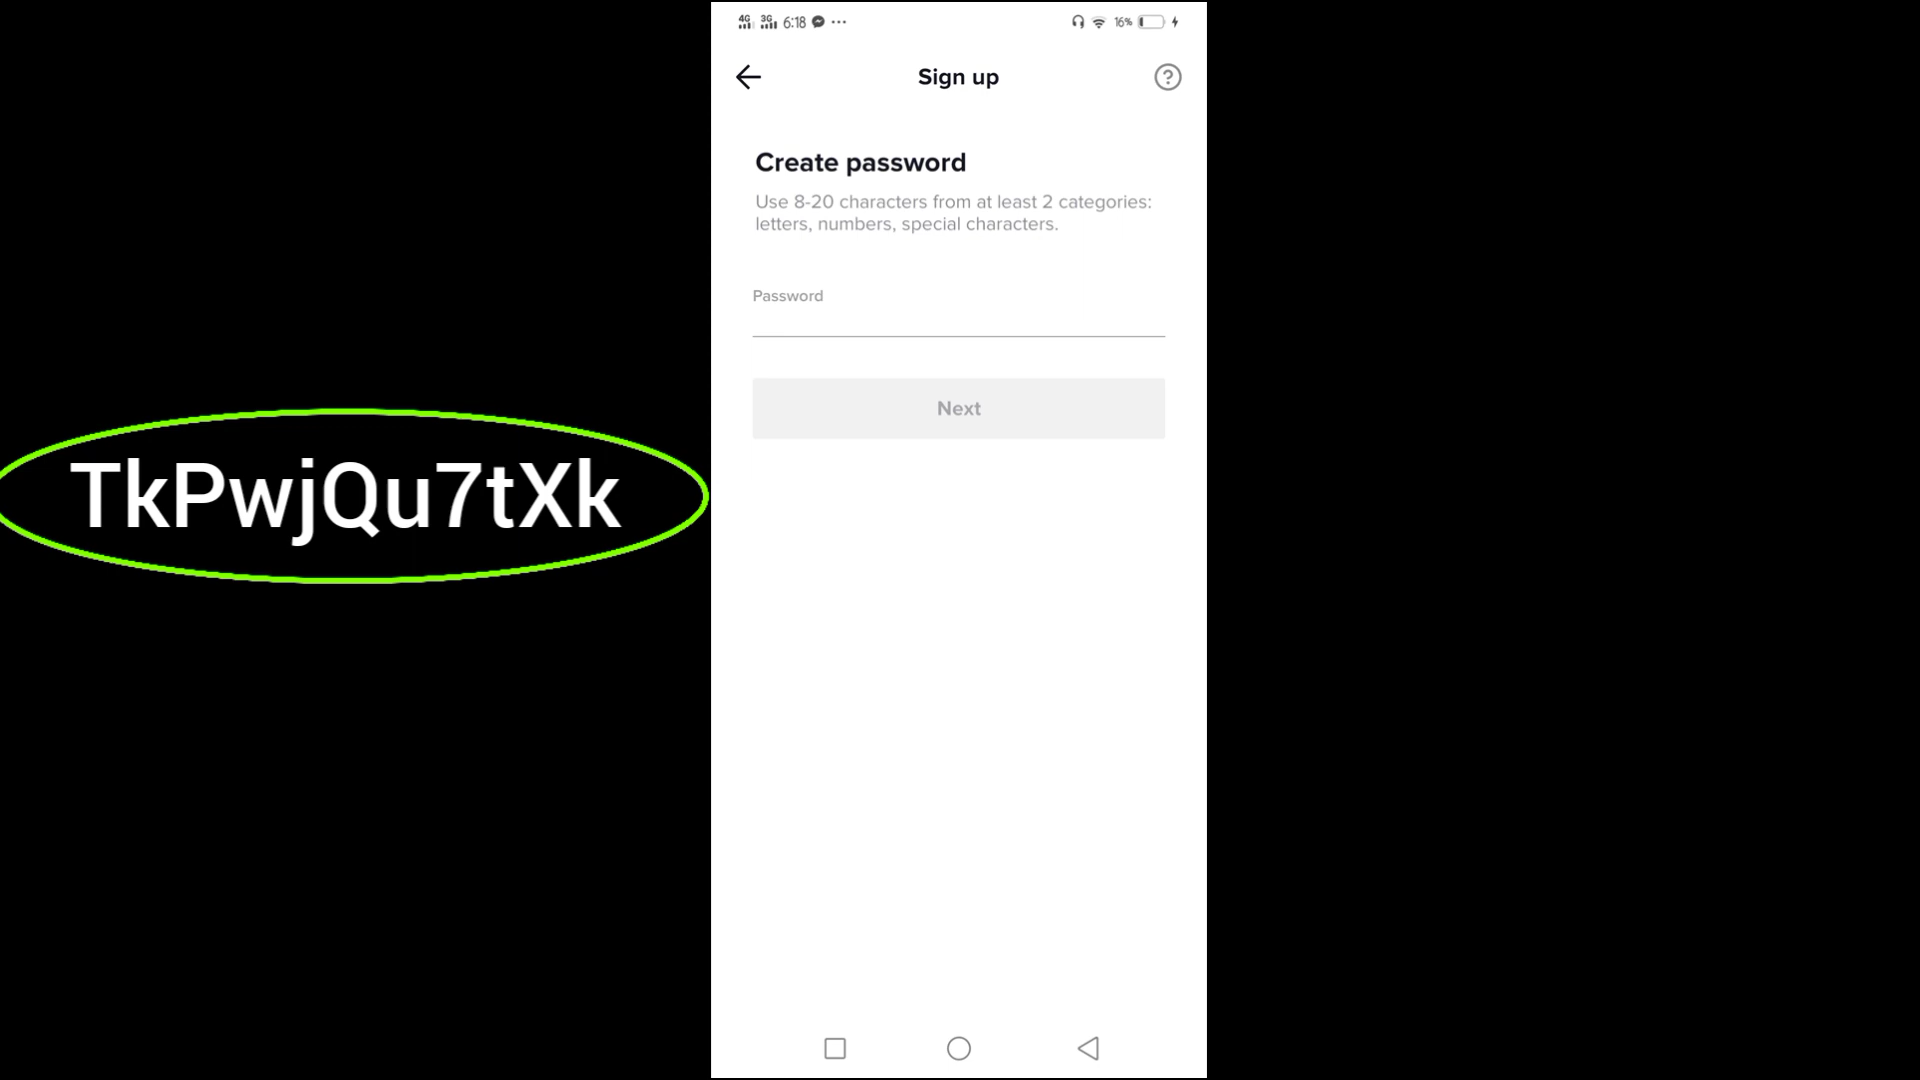 4G 3G 6:18 ... 16%
Sign up
?
Create password
Use 8-20 characters from at least 2 categories:
letters, numbers, special characters.
Password
Next
TkPwjQu7tXk